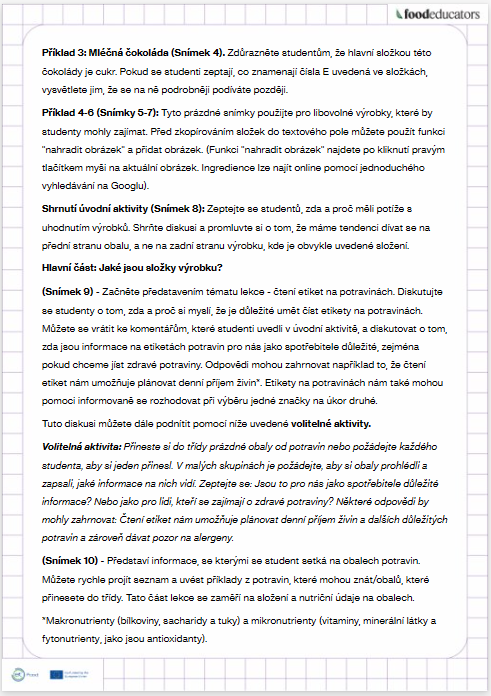 foodeducators
Příklad 3: Mléčná čokoláda (Snímek 4). Zdůrazněte studentům, že hlavní složkou této
čokolády je cukr. Pokud se studenti zeptají, co znamenají čísla E uvedená ve složkách,
vysvětlete jim, že se na ně podrobněji podíváte později.
Příklad 4-6 (Snímky 5-7): Tyto prázdné snímky použijte pro libovolné výrobky, které by
studenty mohly zajímat. Před zkopírováním složek do textového pole můžete použít funkci
"nahradit obrázek" a přidat obrázek. (Funkci "nahradit obrázek" najdete po kliknutí pravým
tlačítkem myši na aktuální obrázek. Ingredience lze najít online pomocí jednoduchého
vyhledávání na Googlu).
Shrnutí úvodní aktivity (Snímek 8): Zeptejte se studentů, zda a proč měli potíže s
uhodnutím výrobků. Shrňte diskusi a promluvte si o tom, že máme tendenci dívat se na
přední stranu obalu, a ne na zadní stranu výrobku, kde je obvykle uvedené složení.
Hlavní část: Jaké jsou složky výrobku?
(Snímek 9) - Začněte představením tématu lekce - čtení etiket na potravinách. Diskutujte
se studenty o tom, zda a proč si myslí, že je důležité umět číst etikety na potravinách.
Můžete se vrátit ke komentářům, které studenti uvedli v úvodní aktivitě, a diskutovat o tom,
zda jsou informace na etiketách potravin pro nás jako spotřebitele důležité, zejména
pokud chceme jíst zdravé potraviny. Odpovědi mohou zahrnovat například to, že čtení
etiket nám umožňuje plánovat denní příjem živin*. Etikety na potravinách nám také mohou
pomoci informovaně se rozhodovat při výběru jedné značky na úkor druhé.
Tuto diskusi můžete dále podnítit pomocí níže uvedené volitelné aktivity.
Volitelná aktivita: Přineste si do třídy prázdné obaly od potravin nebo požádejte každého
studenta, aby si jeden přinesl. V malých skupinách je požádejte, aby si obaly prohlédli a
zapsali, jaké informace na nich vidí. Zeptejte se: Jsou to pro nás jako spotřebitele důležité
informace? Nebo jako pro lidi, kteří se zajímají o zdravé potraviny? Některé odpovědi by
mohly zahrnovat: Čtení etiket nám umožňuje plánovat denní příjem živin a dalších důležitých
potravin a zároveň dávat pozor na alergeny.
(Snímek 10) - Představí informace, se kterými se student setká na obalech potravin.
Můžete rychle projít seznam a uvést příklady z potravin, které mohou znát/obalů, které
přinesete do třídy. Tato část lekce se zaměří na složení a nutriční údaje na obalech.
*Makronutrienty (bílkoviny, sacharidy a tuky) a mikronutrienty (vitaminy, minerální látky a
fytonutrienty, jako jsou antioxidanty).